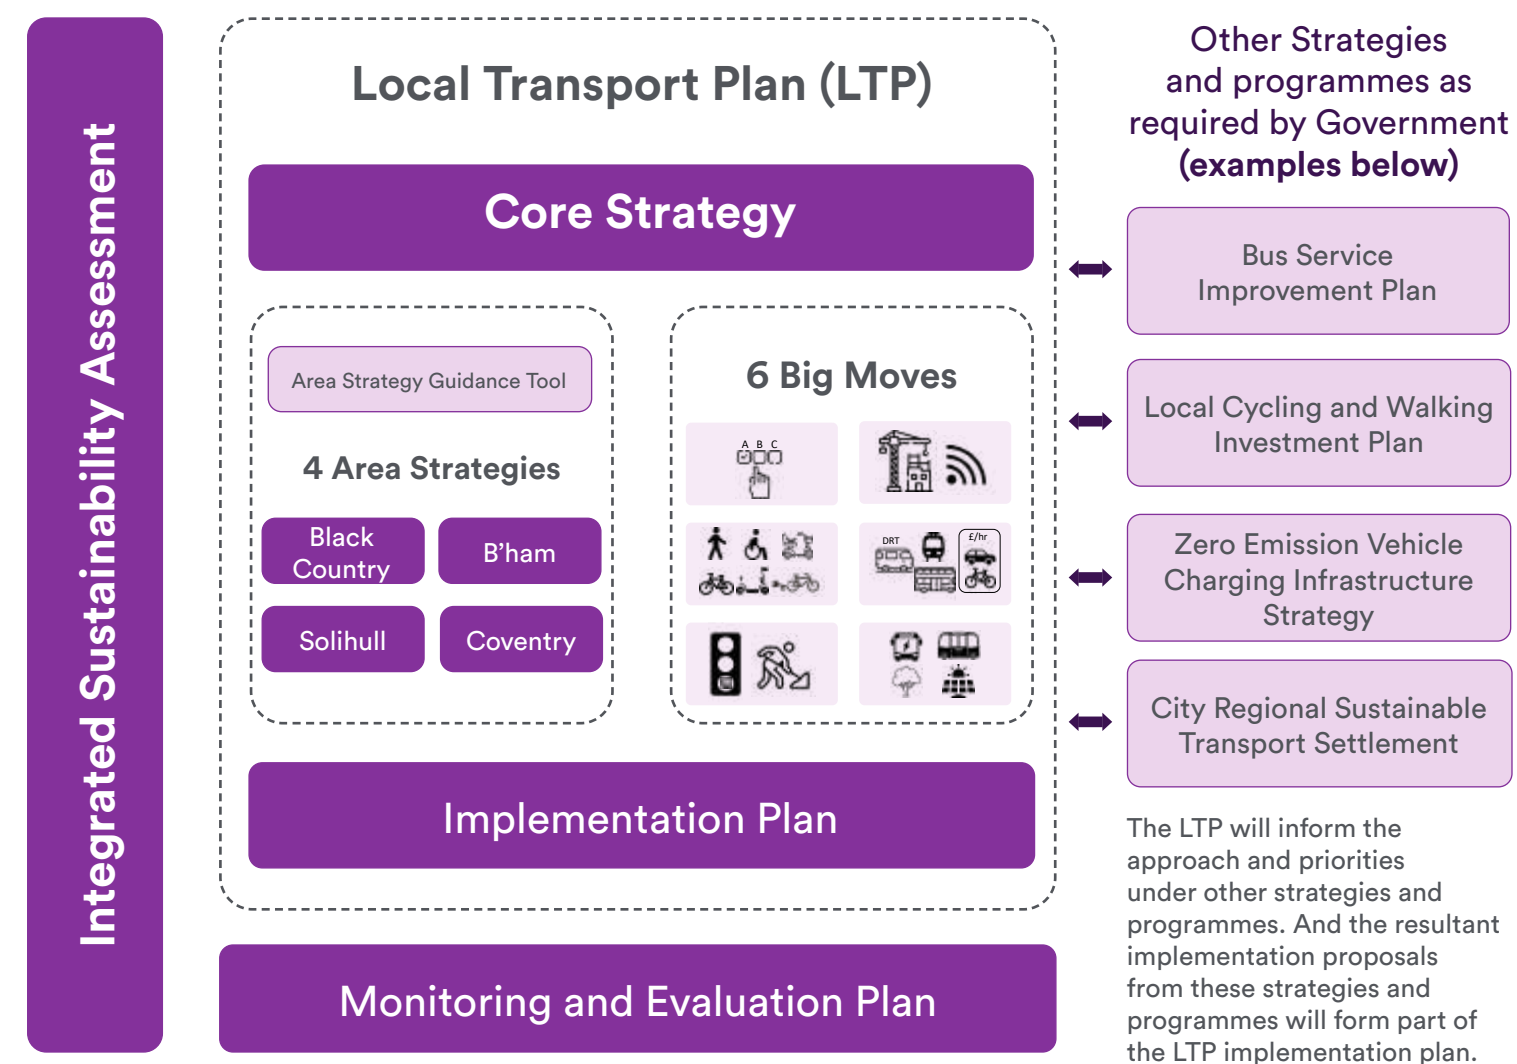 Integrated Sustainability Assessment
Local Transport Plan (LTP)
Core Strategy
Area Strategy Guidance Tool
4 Area Strategies
Black
Country
B’ham
Solihull
Coventry
6 Big Moves
A B C
DRT
£/hr
Implementation Plan
Monitoring and Evaluation Plan
Other Strategies
and programmes as
required by Government
(examples below)
Bus Service
Improvement Plan
Local Cycling and Walking
Investment Plan
Zero Emission Vehicle
Charging Infrastructure
Strategy
City Regional Sustainable
Transport Settlement
The LTP will inform the
approach and priorities
under other strategies and
programmes. And the resultant
implementation proposals
from these strategies and
programmes will form part of
the LTP implementation plan.